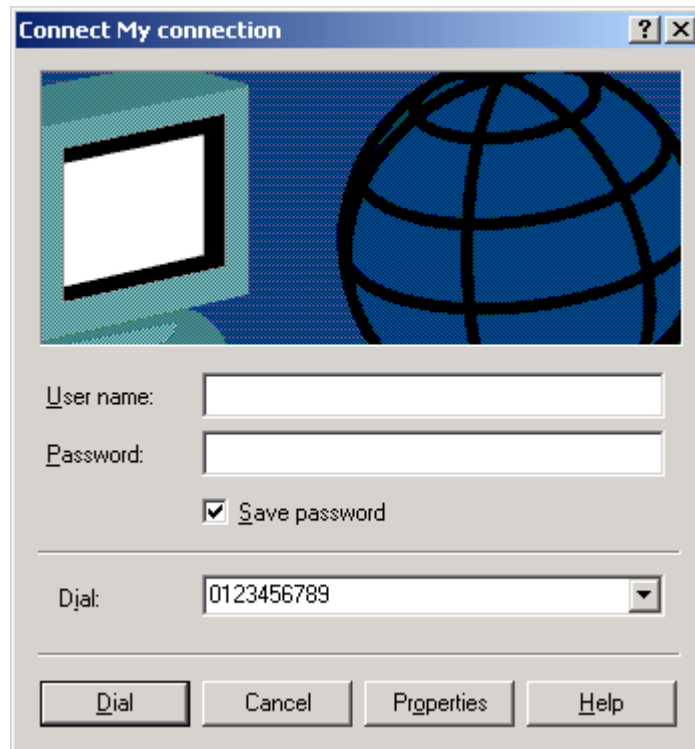 Connect My connection
User name:
Password:
Save password
Dial: 0123456789
Dial Cancel Properties Help